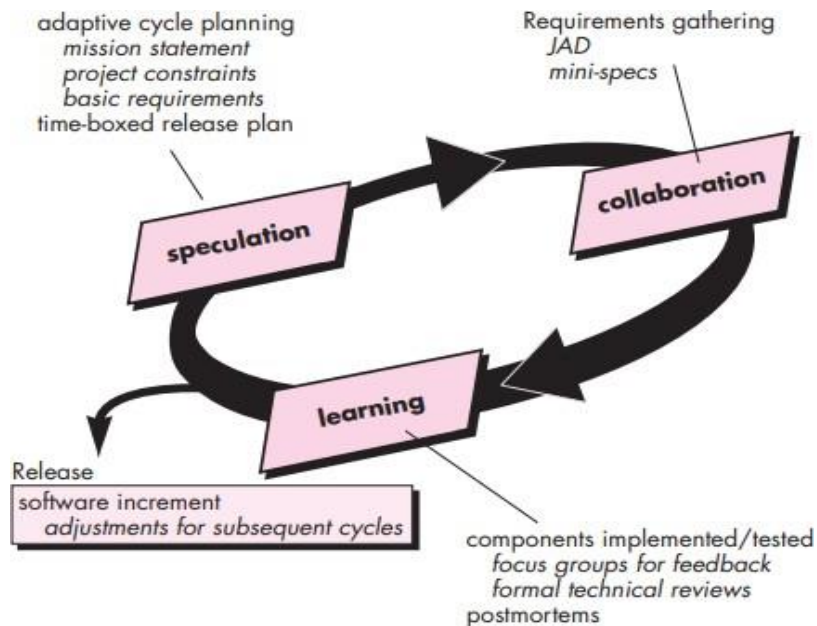 adaptive cycle planning
mission statement
project constraints
basic requirements
time-boxed release plan
Requirements gathering
JAD
mini-specs
speculation
collaboration
learning
Release
software increment
adjustments for subsequent cycles
components implemented/tested
focus groups for feedback
formal technical reviews
postmortems